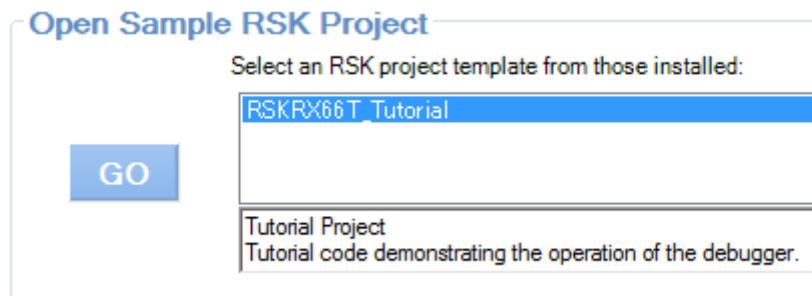 Open Sample RSK Project
Select an RSK project template from those installed:
RSKRX66T_Tutorial
GO
Tutorial Project
Tutorial code demonstrating the operation of the debugger.